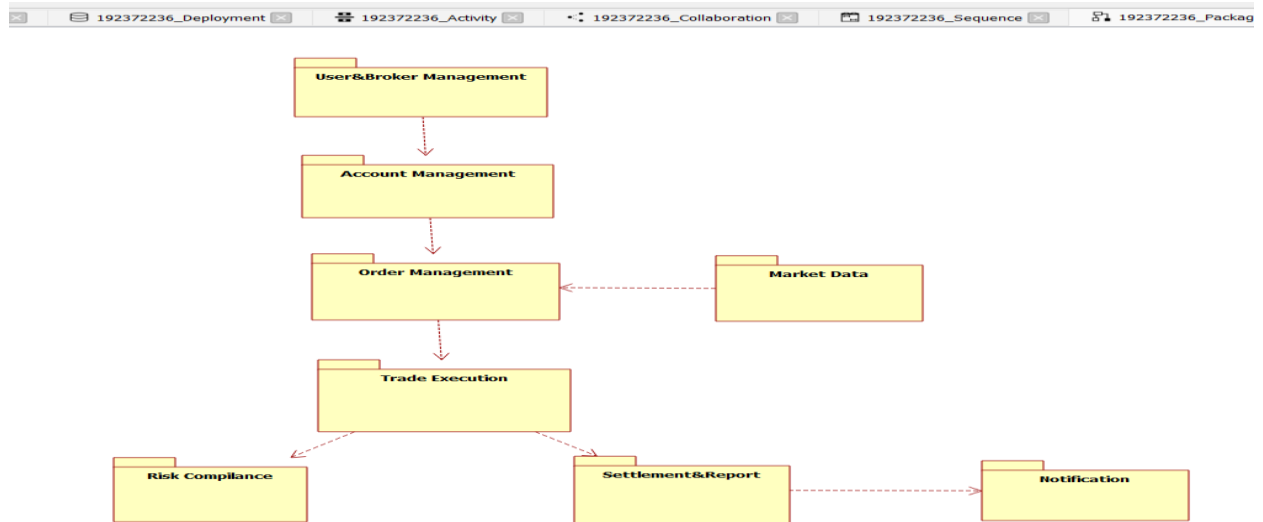 192372236_Deployment
192372236_Activity
192372236_Collaboration
192372236_Sequence
192372236_Packag
User&Broker Management
Account Management
Order Management
Market Data
Trade Execution
Risk Compilance
Settlement&Report
Notification